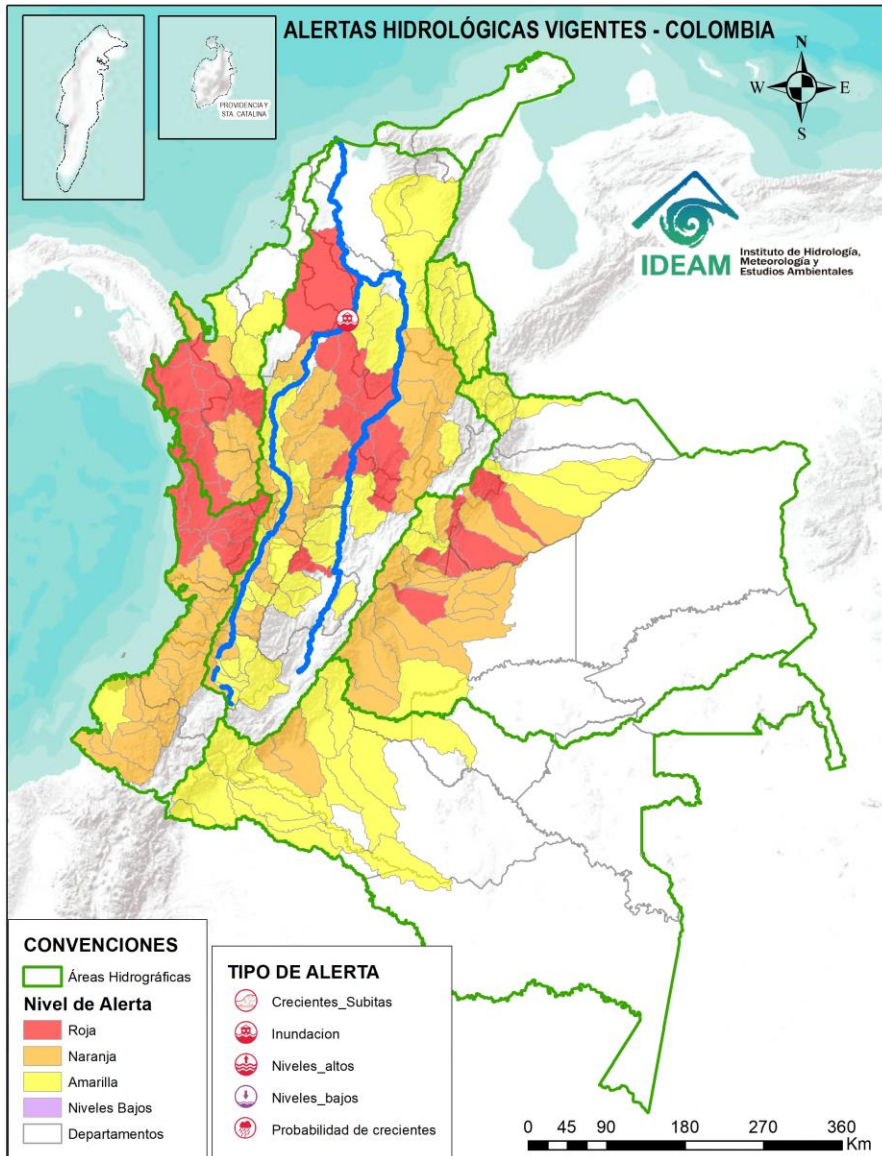 ALERTAS HIDROLÓGICAS VIGENTES - COLOMBIA
PROVIDENCIA Y
STA. CATALINA
N
W
E
S
IDEAM
Instituto de Hidrología,
Meteorología y
Estudios Ambientales
CONVENCIONES
Áreas Hidrográficas
Nivel de Alerta
Roja
Naranja
Amarilla
Niveles Bajos
Departamentos
TIPO DE ALERTA
Crecientes_Subitas
Inundacion
Niveles_altos
Niveles_bajos
Probabilidad de crecientes
0 45 90 180 270 360
Km